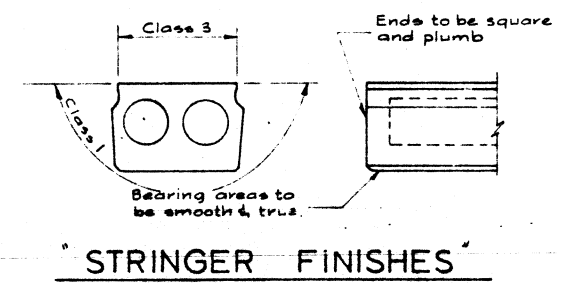 Class 3
Ends to be square
and plumb
Class 1
Bearing areas to
be smooth & true.
"STRINGER FINISHES"